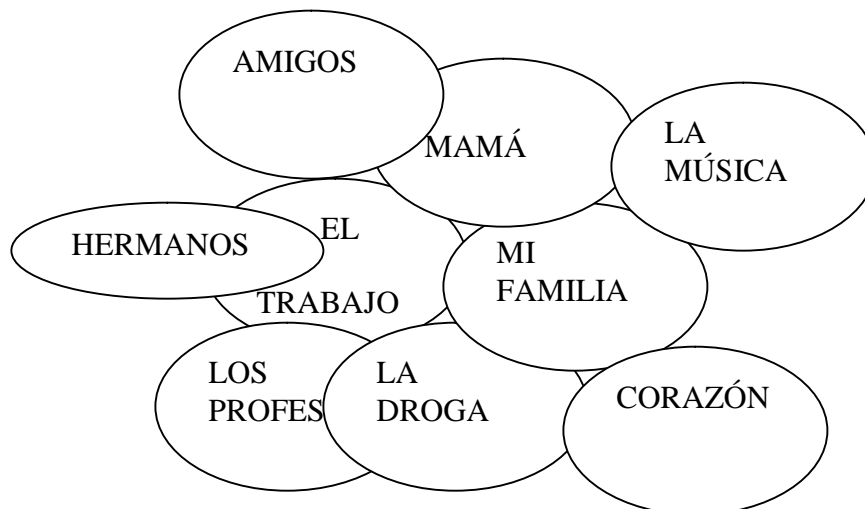 AMIGOS
MAMÁ
LA
MÚSICA
HERMANOS
EL
TRABAJO
MI
FAMILIA
LOS
PROFES
LA
DROGA
CORAZÓN